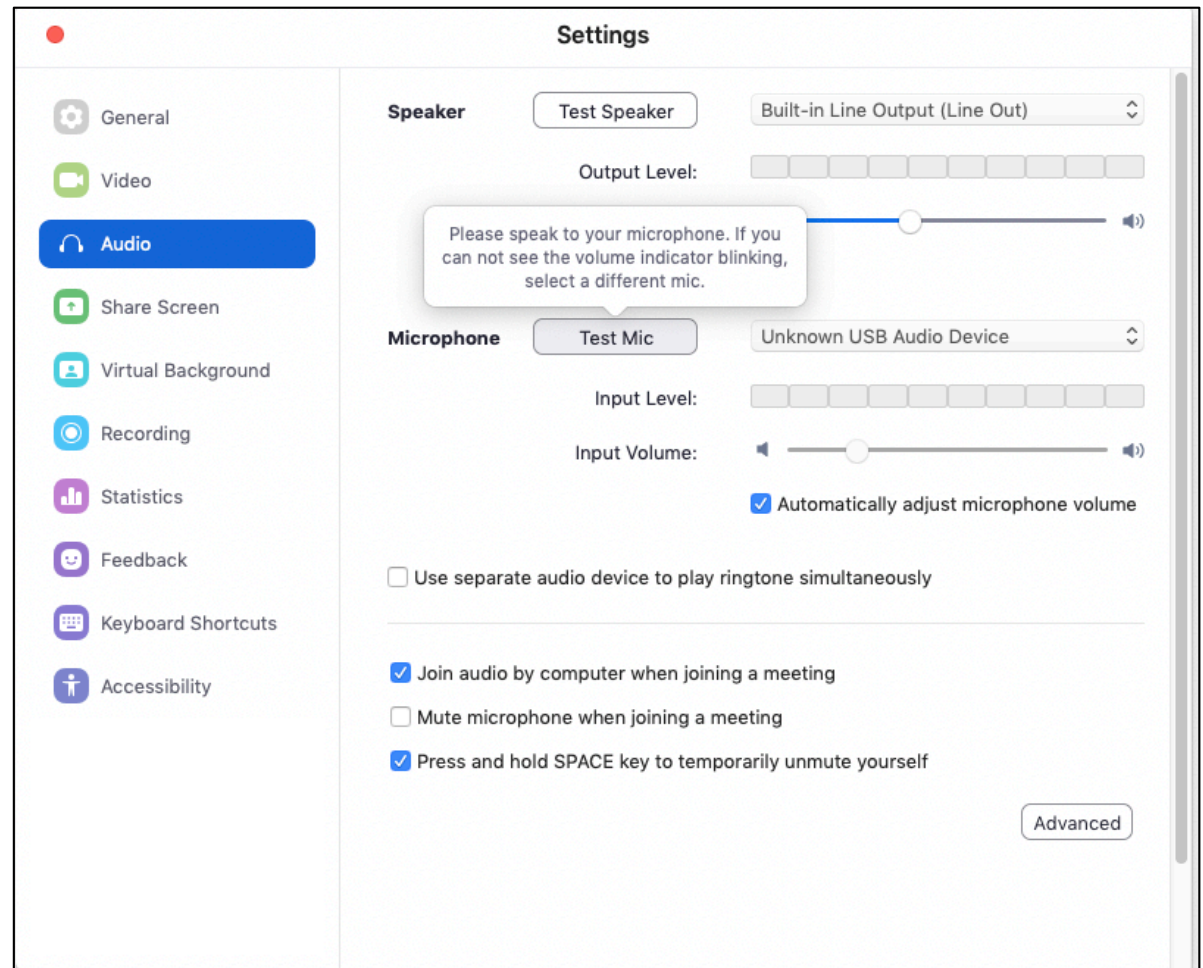 Settings
General
Video
Audio
Share Screen
Virtual Background
Recording
Statistics
Feedback
Keyboard Shortcuts
Accessibility
Speaker
Test Speaker
Built-in Line Output (Line Out)
Output Level:
Please speak to your microphone. If you
can not see the volume indicator blinking,
select a different mic.
Microphone
Test Mic
Unknown USB Audio Device
Input Level:
Input Volume:
Automatically adjust microphone volume
Use separate audio device to play ringtone simultaneously
Join audio by computer when joining a meeting
Mute microphone when joining a meeting
Press and hold SPACE key to temporarily unmute yourself
Advanced